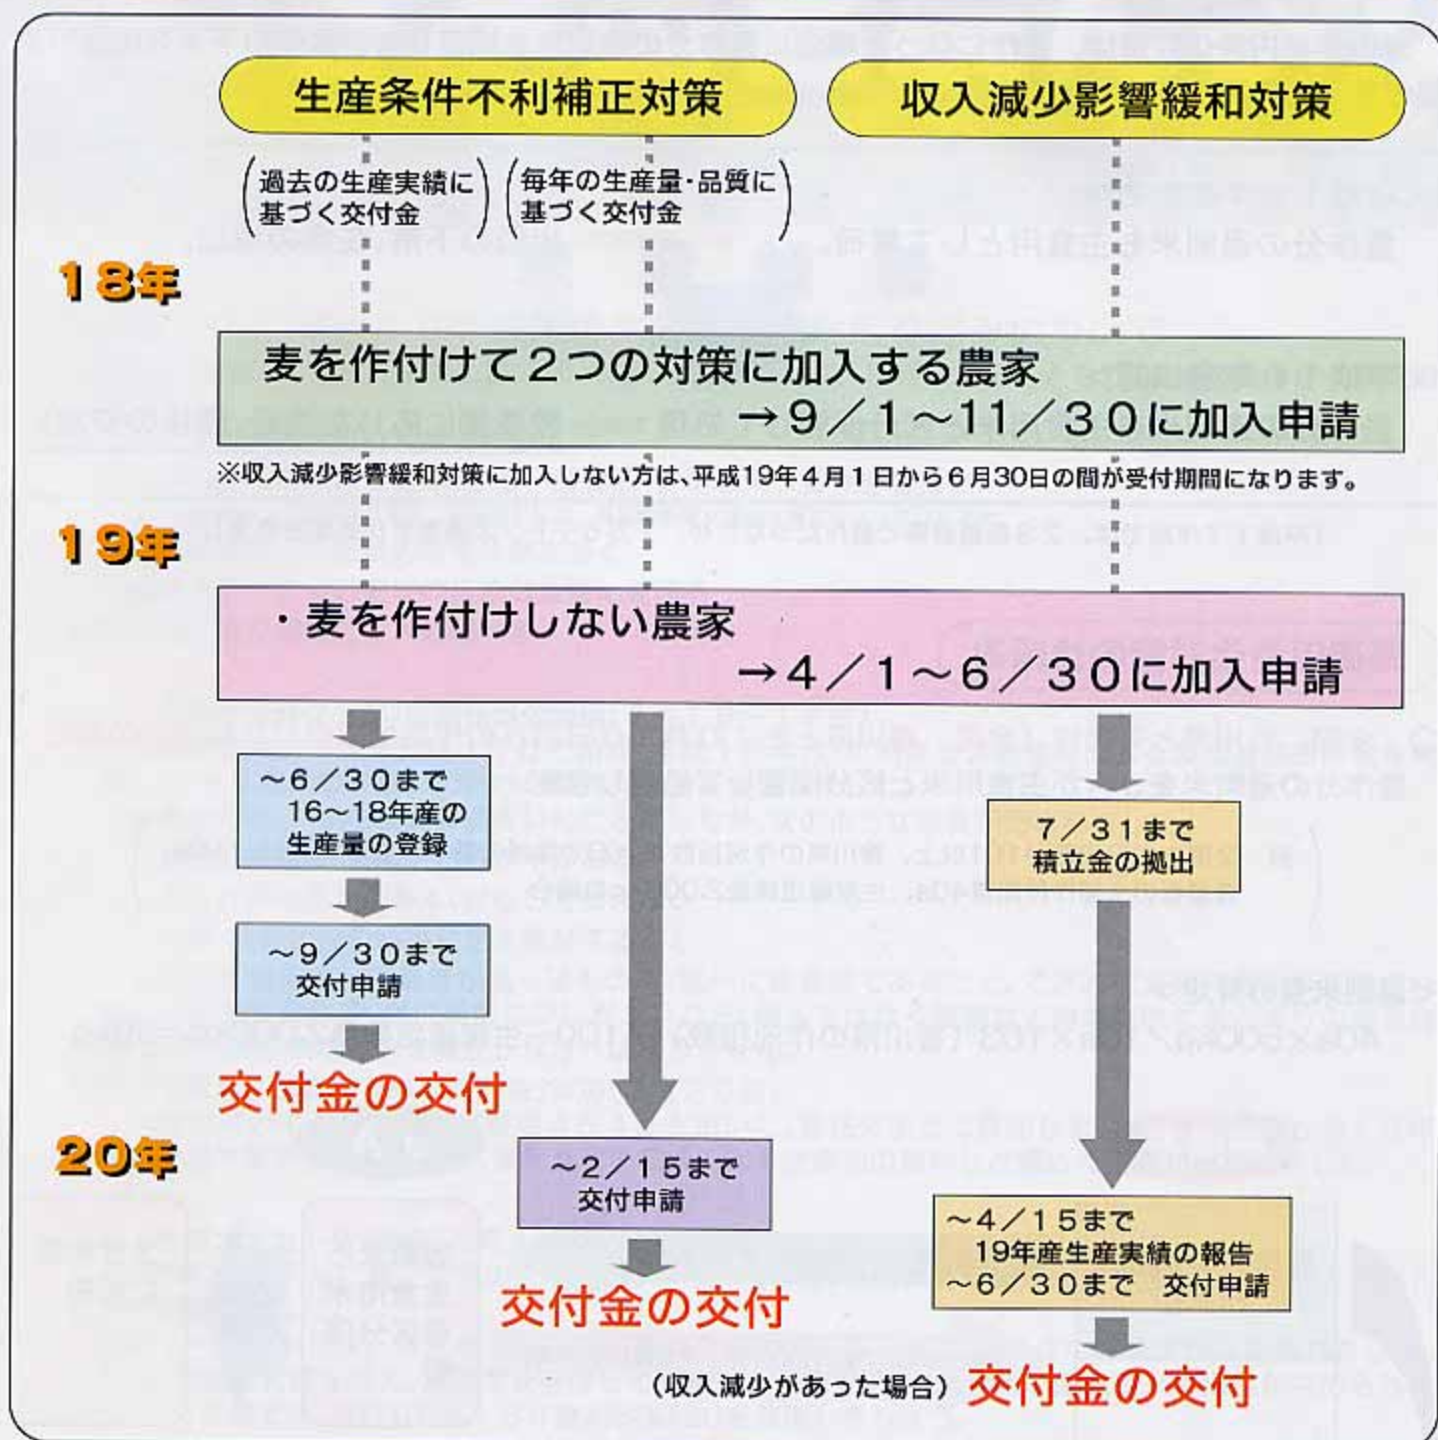 生産条件不利補正対策
収入減少影響緩和対策
(過去の生産実績に
基づく交付金)
(毎年の生産量・品質に
基づく交付金)
18年
麦を作付けて2つの対策に加入する農家
→9/1~11/30に加入申請
※収入減少影響緩和対策に加入しない方は、平成19年4月1日から6月30日の間が受付期間になります。
19年
・麦を作付けしない農家
→4/1~6/30に加入申請
~6/30まで
16~18年産の
生産量の登録
7/31まで
積立金の拠出
~9/30まで
交付申請
交付金の交付
20年
~2/15まで
交付申請
交付金の交付
~4/15まで
19年産生産実績の報告
~6/30まで 交付申請
(収入減少があった場合) 交付金の交付